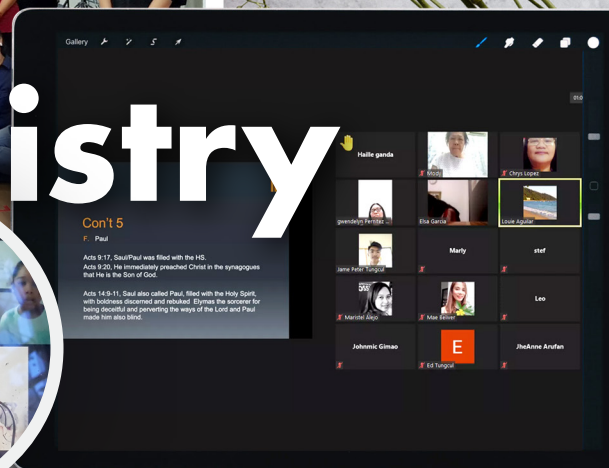 Gallery
istry
01:0
Con't 5
F. Paul
Acts 9:17, Saul/Paul was filled with the HS.
Acts 9:20, He immediately preached Christ in the synagogues
that He is the Son of God.
Acts 14:9-11, Saul also called Paul, filled with the Holy Spirit,
with boldness discerned and rebuked Elymas the sorcerer for
being deceitful and perverting the ways of the Lord and Paul
made him also blind.
Haille ganda
Modj
Chrys Lopez
gwendelyn Fernnez ..
Elsa Garcia
Louie Aguilar
Jame Peter Tungcul
Marly
stef
Maristel Alejo
Mae Beliver
Leo
Johnmic Gimao
E
Ed Tungcul
JheAnne Arufan